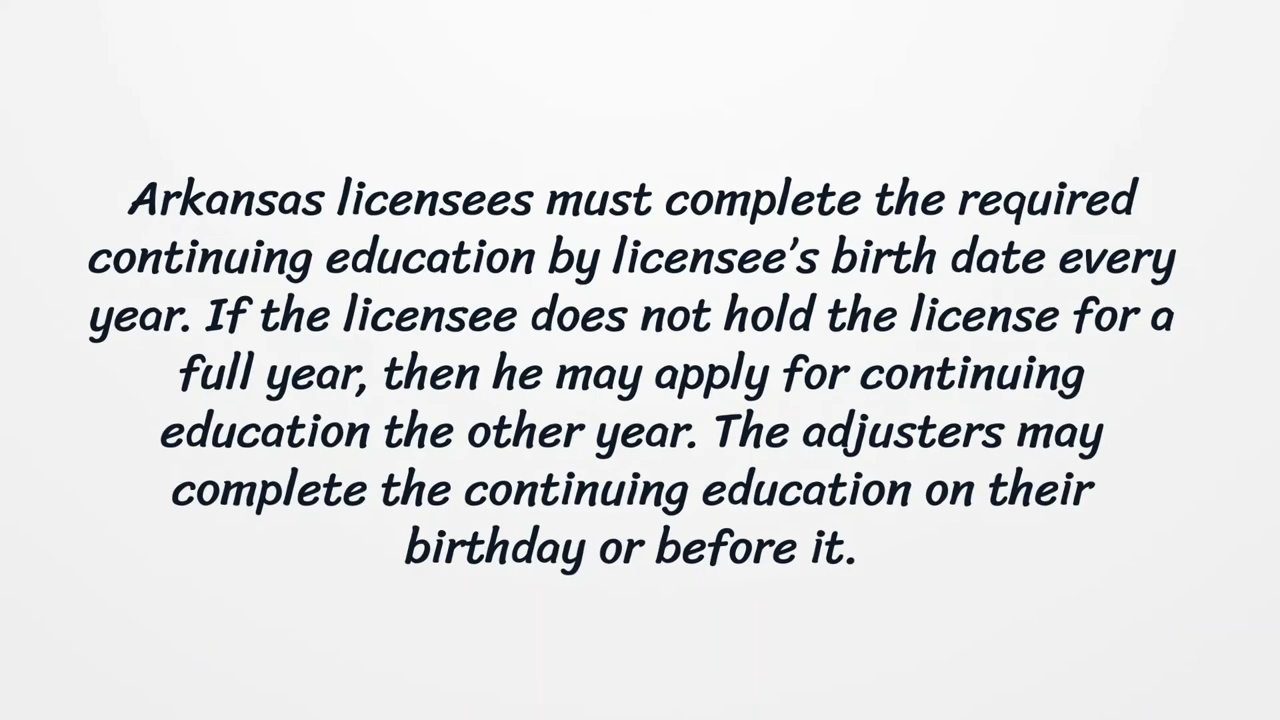 Arkansas licensees must complete the required
continuing education by licensee’s birth date every
year. If the licensee does not hold the license for a
full year, then he may apply for continuing
education the other year. The adjusters may
complete the continuing education on their
birthday or before it.